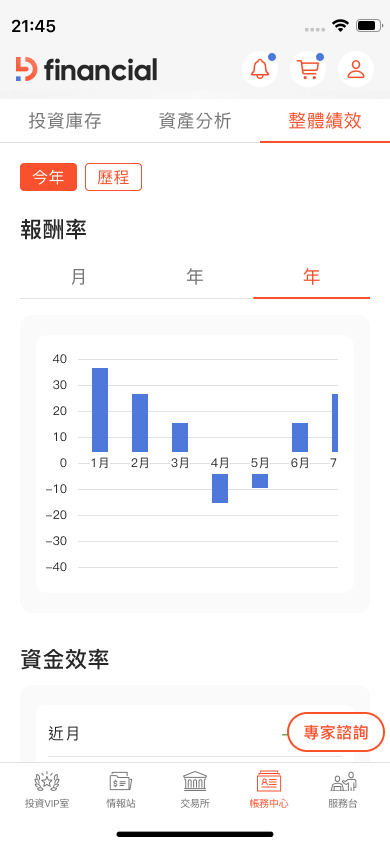 21:45
financial
投資庫存
資產分析
整體績效
今年
歷程
報酬率
月
年
年
40
30
20
10
0
1月
2月
3月
4月
5月
6月
7
−10
−20
−30
−40
資金效率
近月
專家諮詢
投資VIP室
情報站
交易所
帳務中心
服務台